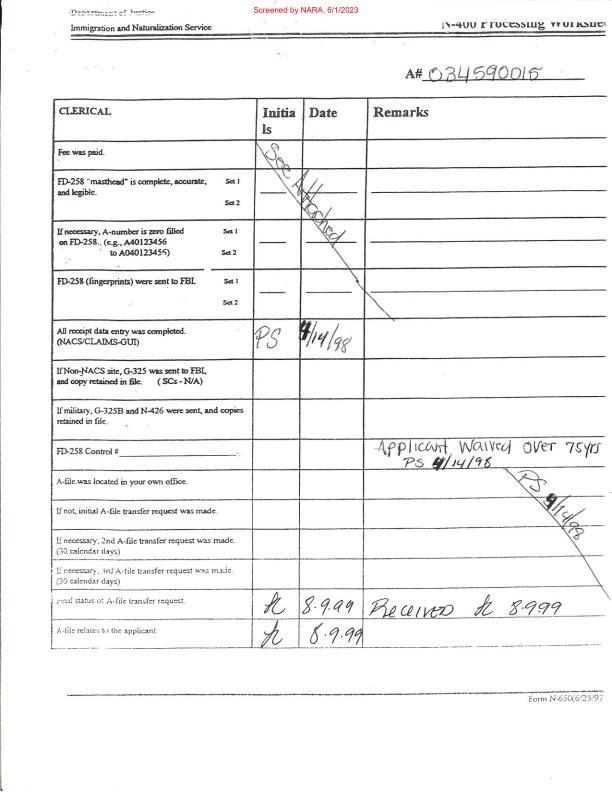 Screened by NARA, 6/1/2023
Department of Justice
Immigration and Naturalization Service
N-400 Processing Workshee
A# 034590015
CLERICAL Initia Date Remarks
ls
Fee was paid.
See Attached
FD-258 "masthead" is complete, accurate, Set 1
and legible.
Set 2
If necessary, A-number is zero filled Set 1
on FD-258. (e.g., A40123456
to A040123456) Set 2
FD-258 (fingerprints) were sent to FBI. Set 1
Set 2
All receipt data entry was completed. PS 4/14/98
(NACS/CLAIMS-GUI)
If Non-NACS site, G-325 was sent to FBI,
and copy retained in file. (SCs - N/A)
If military, G-325B and N-426 were sent, and copies
retained in file.
Applicant Waived Over 75yrs
FD-258 Control #
PS 4/14/98
A-file was located in your own office.
PS 4/14/98
If not, initial A-file transfer request was made.
If necessary, 2nd A-file transfer request was made.
(30 calendar days)
If necessary, 3rd A-file transfer request was made.
(30 calendar days)
Final status of A-file transfer request. 8.9.99 Received 8.9.99
A-file relates to the applicant. 8.9.99
Form N-650(6/25/97